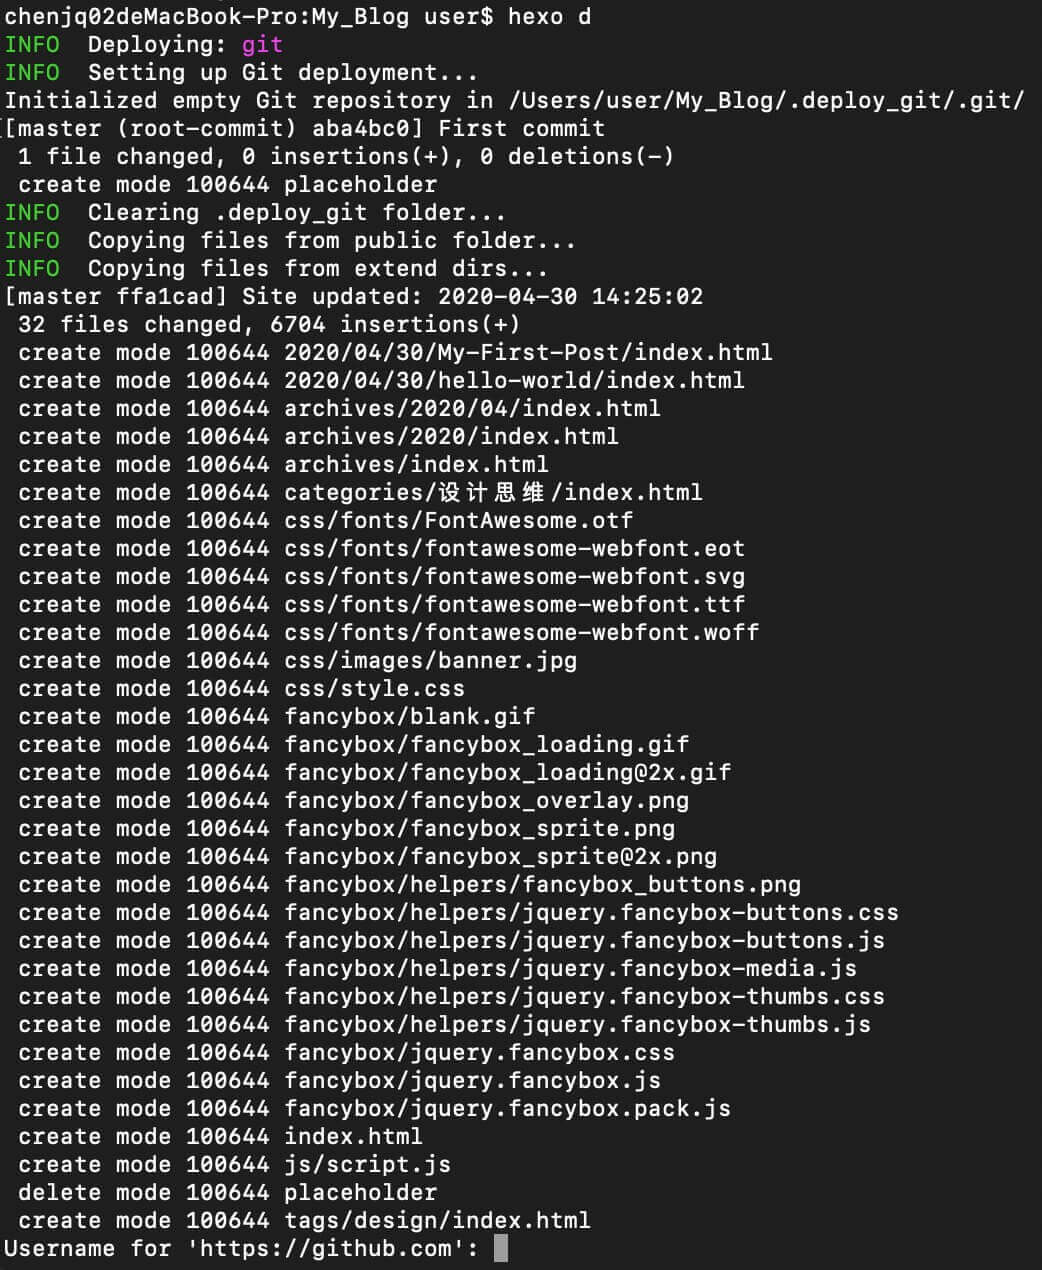 chenjq02deMacBook-Pro:My_Blog user$ hexo d
INFO  Deploying: git
INFO  Setting up Git deployment...
Initialized empty Git repository in /Users/user/My_Blog/.deploy_git/.git/
[[master (root-commit) aba4bc0] First commit
 1 file changed, 0 insertions(+), 0 deletions(-)
 create mode 100644 placeholder
INFO  Clearing .deploy_git folder...
INFO  Copying files from public folder...
INFO  Copying files from extend dirs...
[master ffa1cad] Site updated: 2020-04-30 14:25:02
 32 files changed, 6704 insertions(+)
 create mode 100644 2020/04/30/My-First-Post/index.html
 create mode 100644 2020/04/30/hello-world/index.html
 create mode 100644 archives/2020/04/index.html
 create mode 100644 archives/2020/index.html
 create mode 100644 archives/index.html
 create mode 100644 categories/设计思维/index.html
 create mode 100644 css/fonts/FontAwesome.otf
 create mode 100644 css/fonts/fontawesome-webfont.eot
 create mode 100644 css/fonts/fontawesome-webfont.svg
 create mode 100644 css/fonts/fontawesome-webfont.ttf
 create mode 100644 css/fonts/fontawesome-webfont.woff
 create mode 100644 css/images/banner.jpg
 create mode 100644 css/style.css
 create mode 100644 fancybox/blank.gif
 create mode 100644 fancybox/fancybox_loading.gif
 create mode 100644 fancybox/fancybox_loading@2x.gif
 create mode 100644 fancybox/fancybox_overlay.png
 create mode 100644 fancybox/fancybox_sprite.png
 create mode 100644 fancybox/fancybox_sprite@2x.png
 create mode 100644 fancybox/helpers/fancybox_buttons.png
 create mode 100644 fancybox/helpers/jquery.fancybox-buttons.css
 create mode 100644 fancybox/helpers/jquery.fancybox-buttons.js
 create mode 100644 fancybox/helpers/jquery.fancybox-media.js
 create mode 100644 fancybox/helpers/jquery.fancybox-thumbs.css
 create mode 100644 fancybox/helpers/jquery.fancybox-thumbs.js
 create mode 100644 fancybox/jquery.fancybox.css
 create mode 100644 fancybox/jquery.fancybox.js
 create mode 100644 fancybox/jquery.fancybox.pack.js
 create mode 100644 index.html
 create mode 100644 js/script.js
 delete mode 100644 placeholder
 create mode 100644 tags/design/index.html
Username for 'https://github.com':